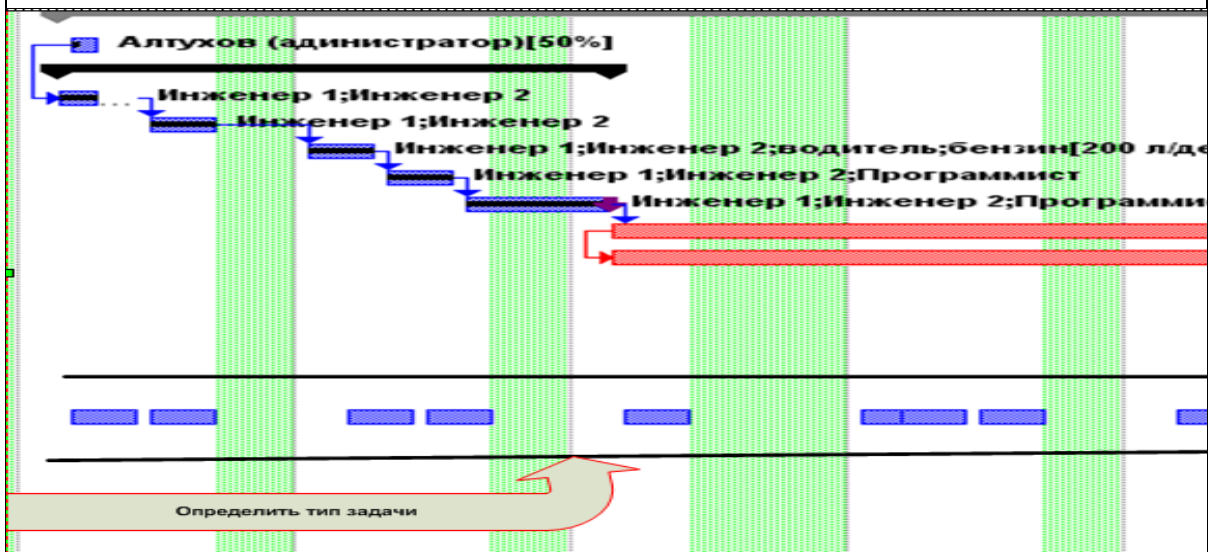 Алтухов (администратор)[50%]
Инженер 1;Инженер 2
Инженер 1;Инженер 2
Инженер 1;Инженер 2;водитель;бензин[200 л/де
Инженер 1;Инженер 2;Программист
Инженер 1;Инженер 2;Программи
Определить тип задачи